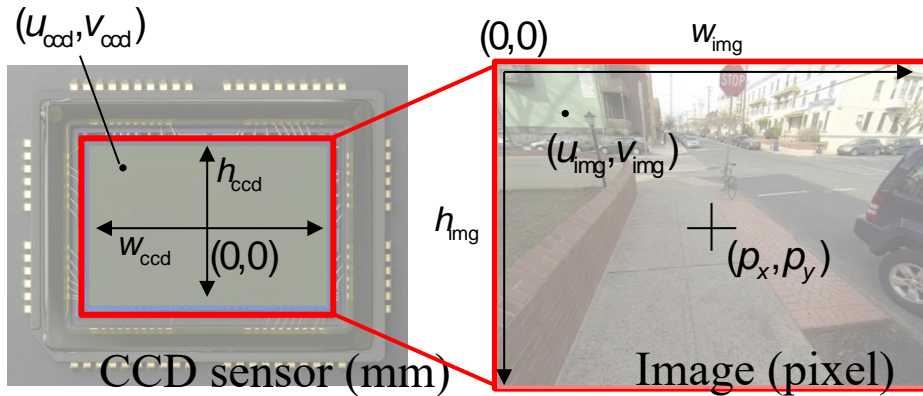 (u_ccd,v_ccd)
h_ccd
w_ccd
(0,0)
CCD sensor (mm)
(0,0)
w_img
STOP
(u_img,v_img)
h_img
(p_x,p_y)
Image (pixel)